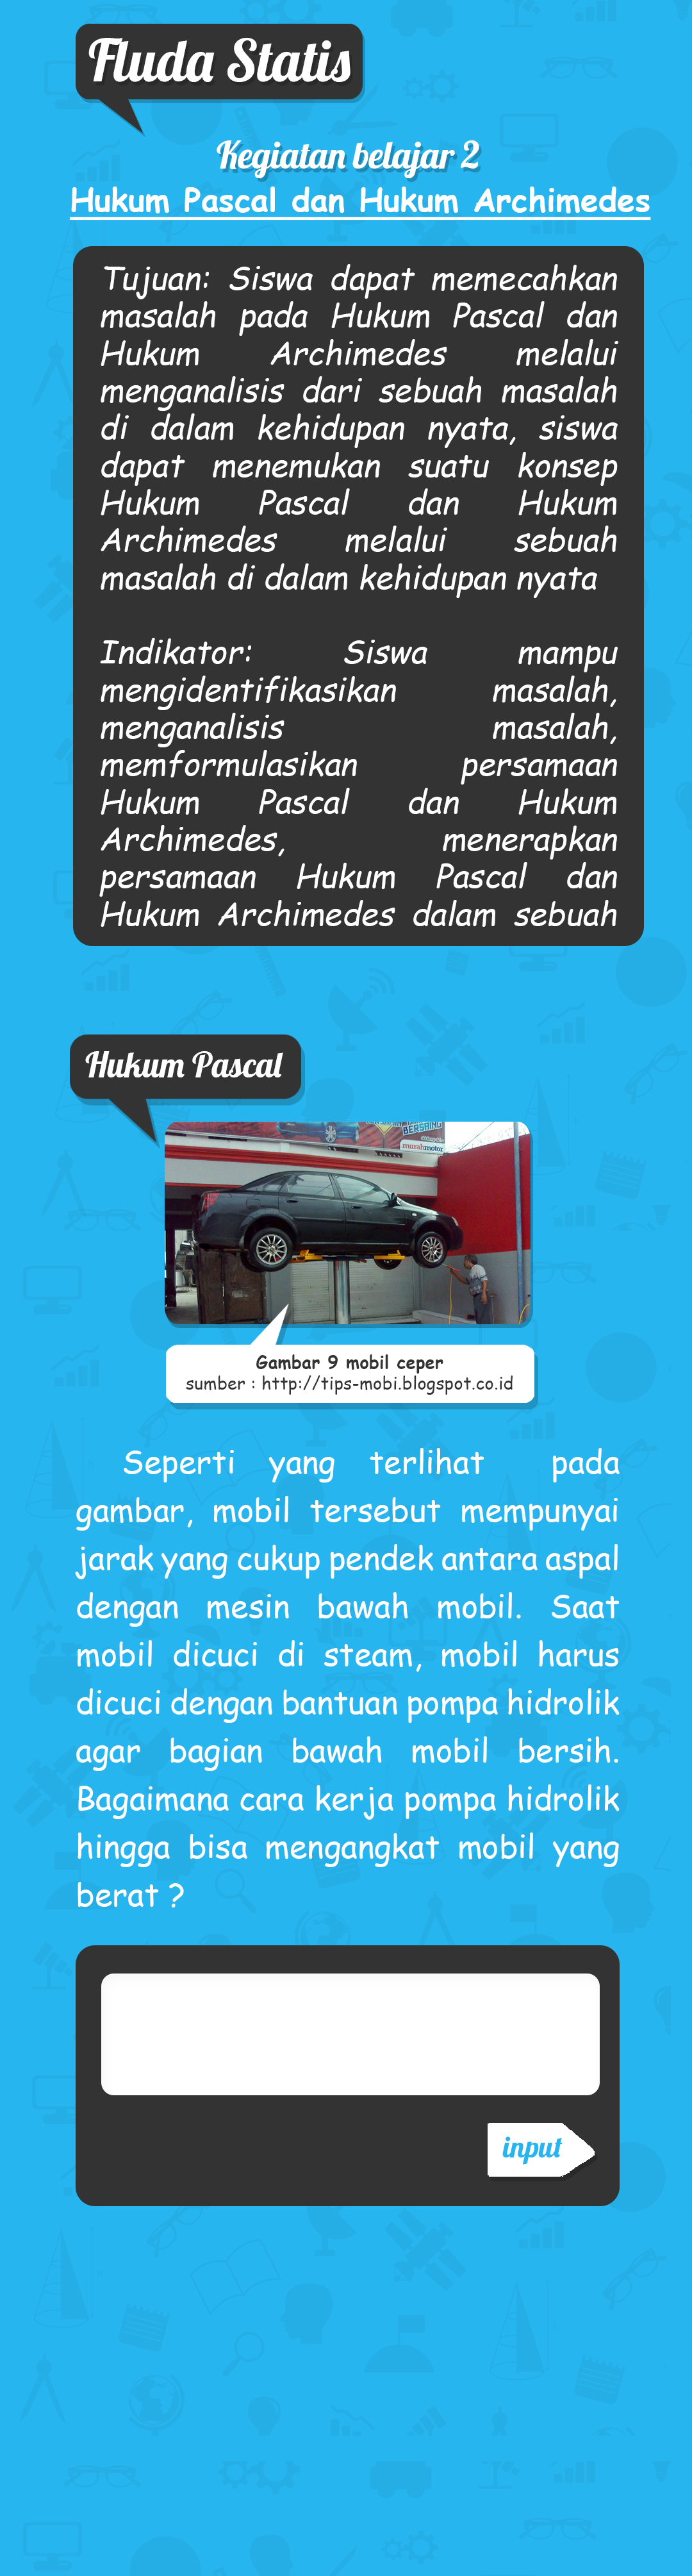 Fluda Statis
Kegiatan belajar 2
Hukum Pascal dan Hukum Archimedes
Tujuan: Siswa dapat memecahkan
masalah pada Hukum Pascal dan
Hukum Archimedes melalui
menganalisis dari sebuah masalah
di dalam kehidupan nyata, siswa
dapat menemukan suatu konsep
Hukum Pascal dan Hukum
Archimedes melalui sebuah
masalah di dalam kehidupan nyata
Indikator: Siswa mampu
mengidentifikasikan masalah,
menganalisis masalah,
memformulasikan persamaan
Hukum Pascal dan Hukum
Archimedes, menerapkan
persamaan Hukum Pascal dan
Hukum Archimedes dalam sebuah
Hukum Pascal
BERSAING
murahmotor
Gambar 9 mobil ceper
sumber : http://tips-mobi.blogspot.co.id
Seperti yang terlihat pada
gambar, mobil tersebut mempunyai
jarak yang cukup pendek antara aspal
dengan mesin bawah mobil. Saat
mobil dicuci di steam, mobil harus
dicuci dengan bantuan pompa hidrolik
agar bagian bawah mobil bersih.
Bagaimana cara kerja pompa hidrolik
hingga bisa mengangkat mobil yang
berat ?
input